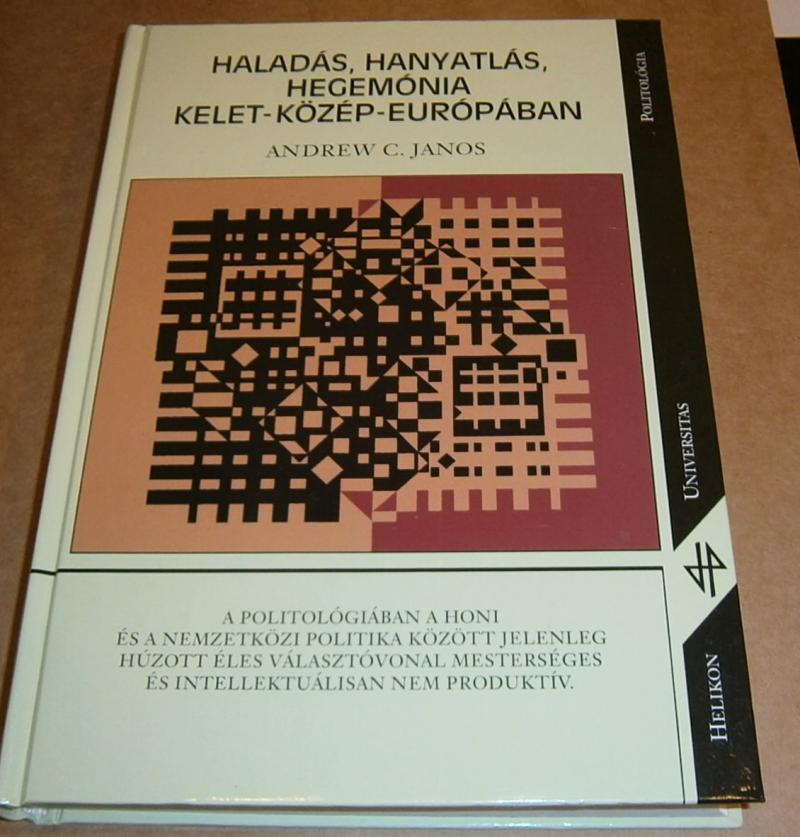 HALADÁS, HANYATLÁS,
HEGEMÓNIA
KELET-KÖZÉP-EURÓPÁBAN
ANDREW C. JANOS
POLITOLÓGIA
UNIVERSITAS
HELIKON
A POLITOLÓGIÁBAN A HONI
ÉS A NEMZETKÖZI POLITIKA KÖZÖTT JELENLEG
HÚZOTT ÉLES VÁLASZTÓVONAL MESTERSÉGES
ÉS INTELLEKTUÁLISAN NEM PRODUKTÍV.